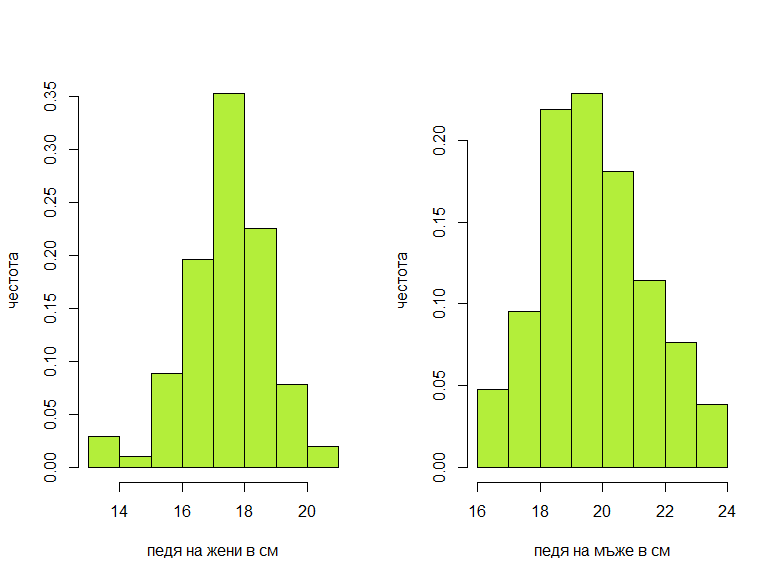 честота
0.00 0.05 0.10 0.15 0.20 0.25 0.30 0.35
14 16 18 20
педя на жени в см
честота
0.00 0.05 0.10 0.15 0.20
16 18 20 22 24
педя на мъже в см